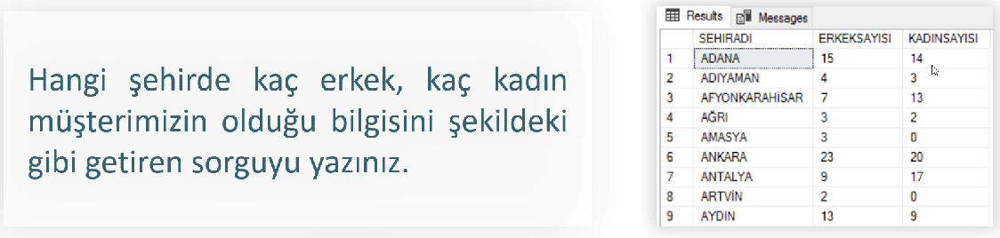 Hangi şehirde kaç erkek, kaç kadın
müşterimizin olduğu bilgisini şekildeki
gibi getiren sorguyu yazınız.
Results Messages
SEHIRADI ERKEKSAYISI KADINSAYISI
1 ADANA 15 14
2 ADIYAMAN 4 3
3 AFYONKARAHİSAR 7 13
4 AĞRI 3 2
5 AMASYA 3 0
6 ANKARA 23 20
7 ANTALYA 9 17
8 ARTVİN 2 0
9 AYDIN 13 9